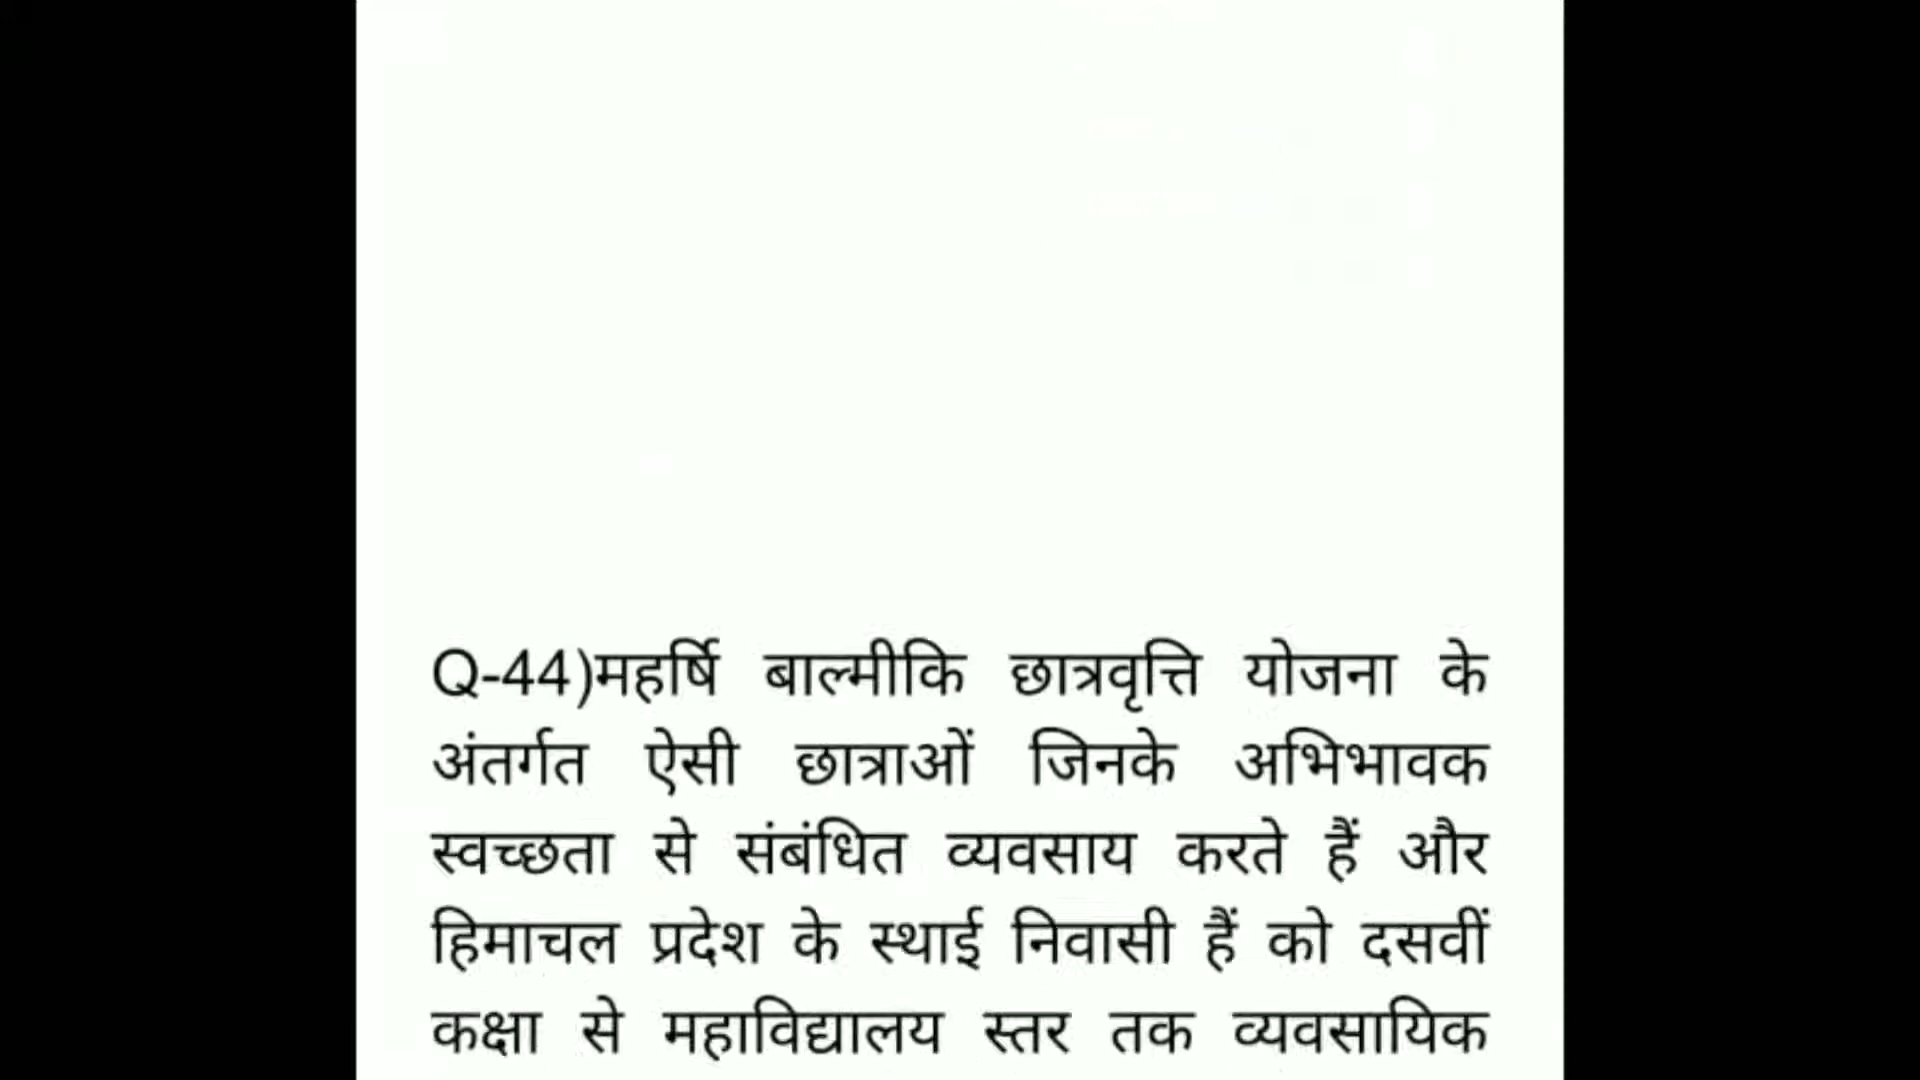 Q-44)महर्षि बाल्मीकि छात्रवृत्ति योजना के
अंतर्गत ऐसी छात्राओं जिनके अभिभावक
स्वच्छता से संबंधित व्यवसाय करते हैं और
हिमाचल प्रदेश के स्थाई निवासी हैं को दसवीं
कक्षा से महाविद्यालय स्तर तक व्यवसायिक